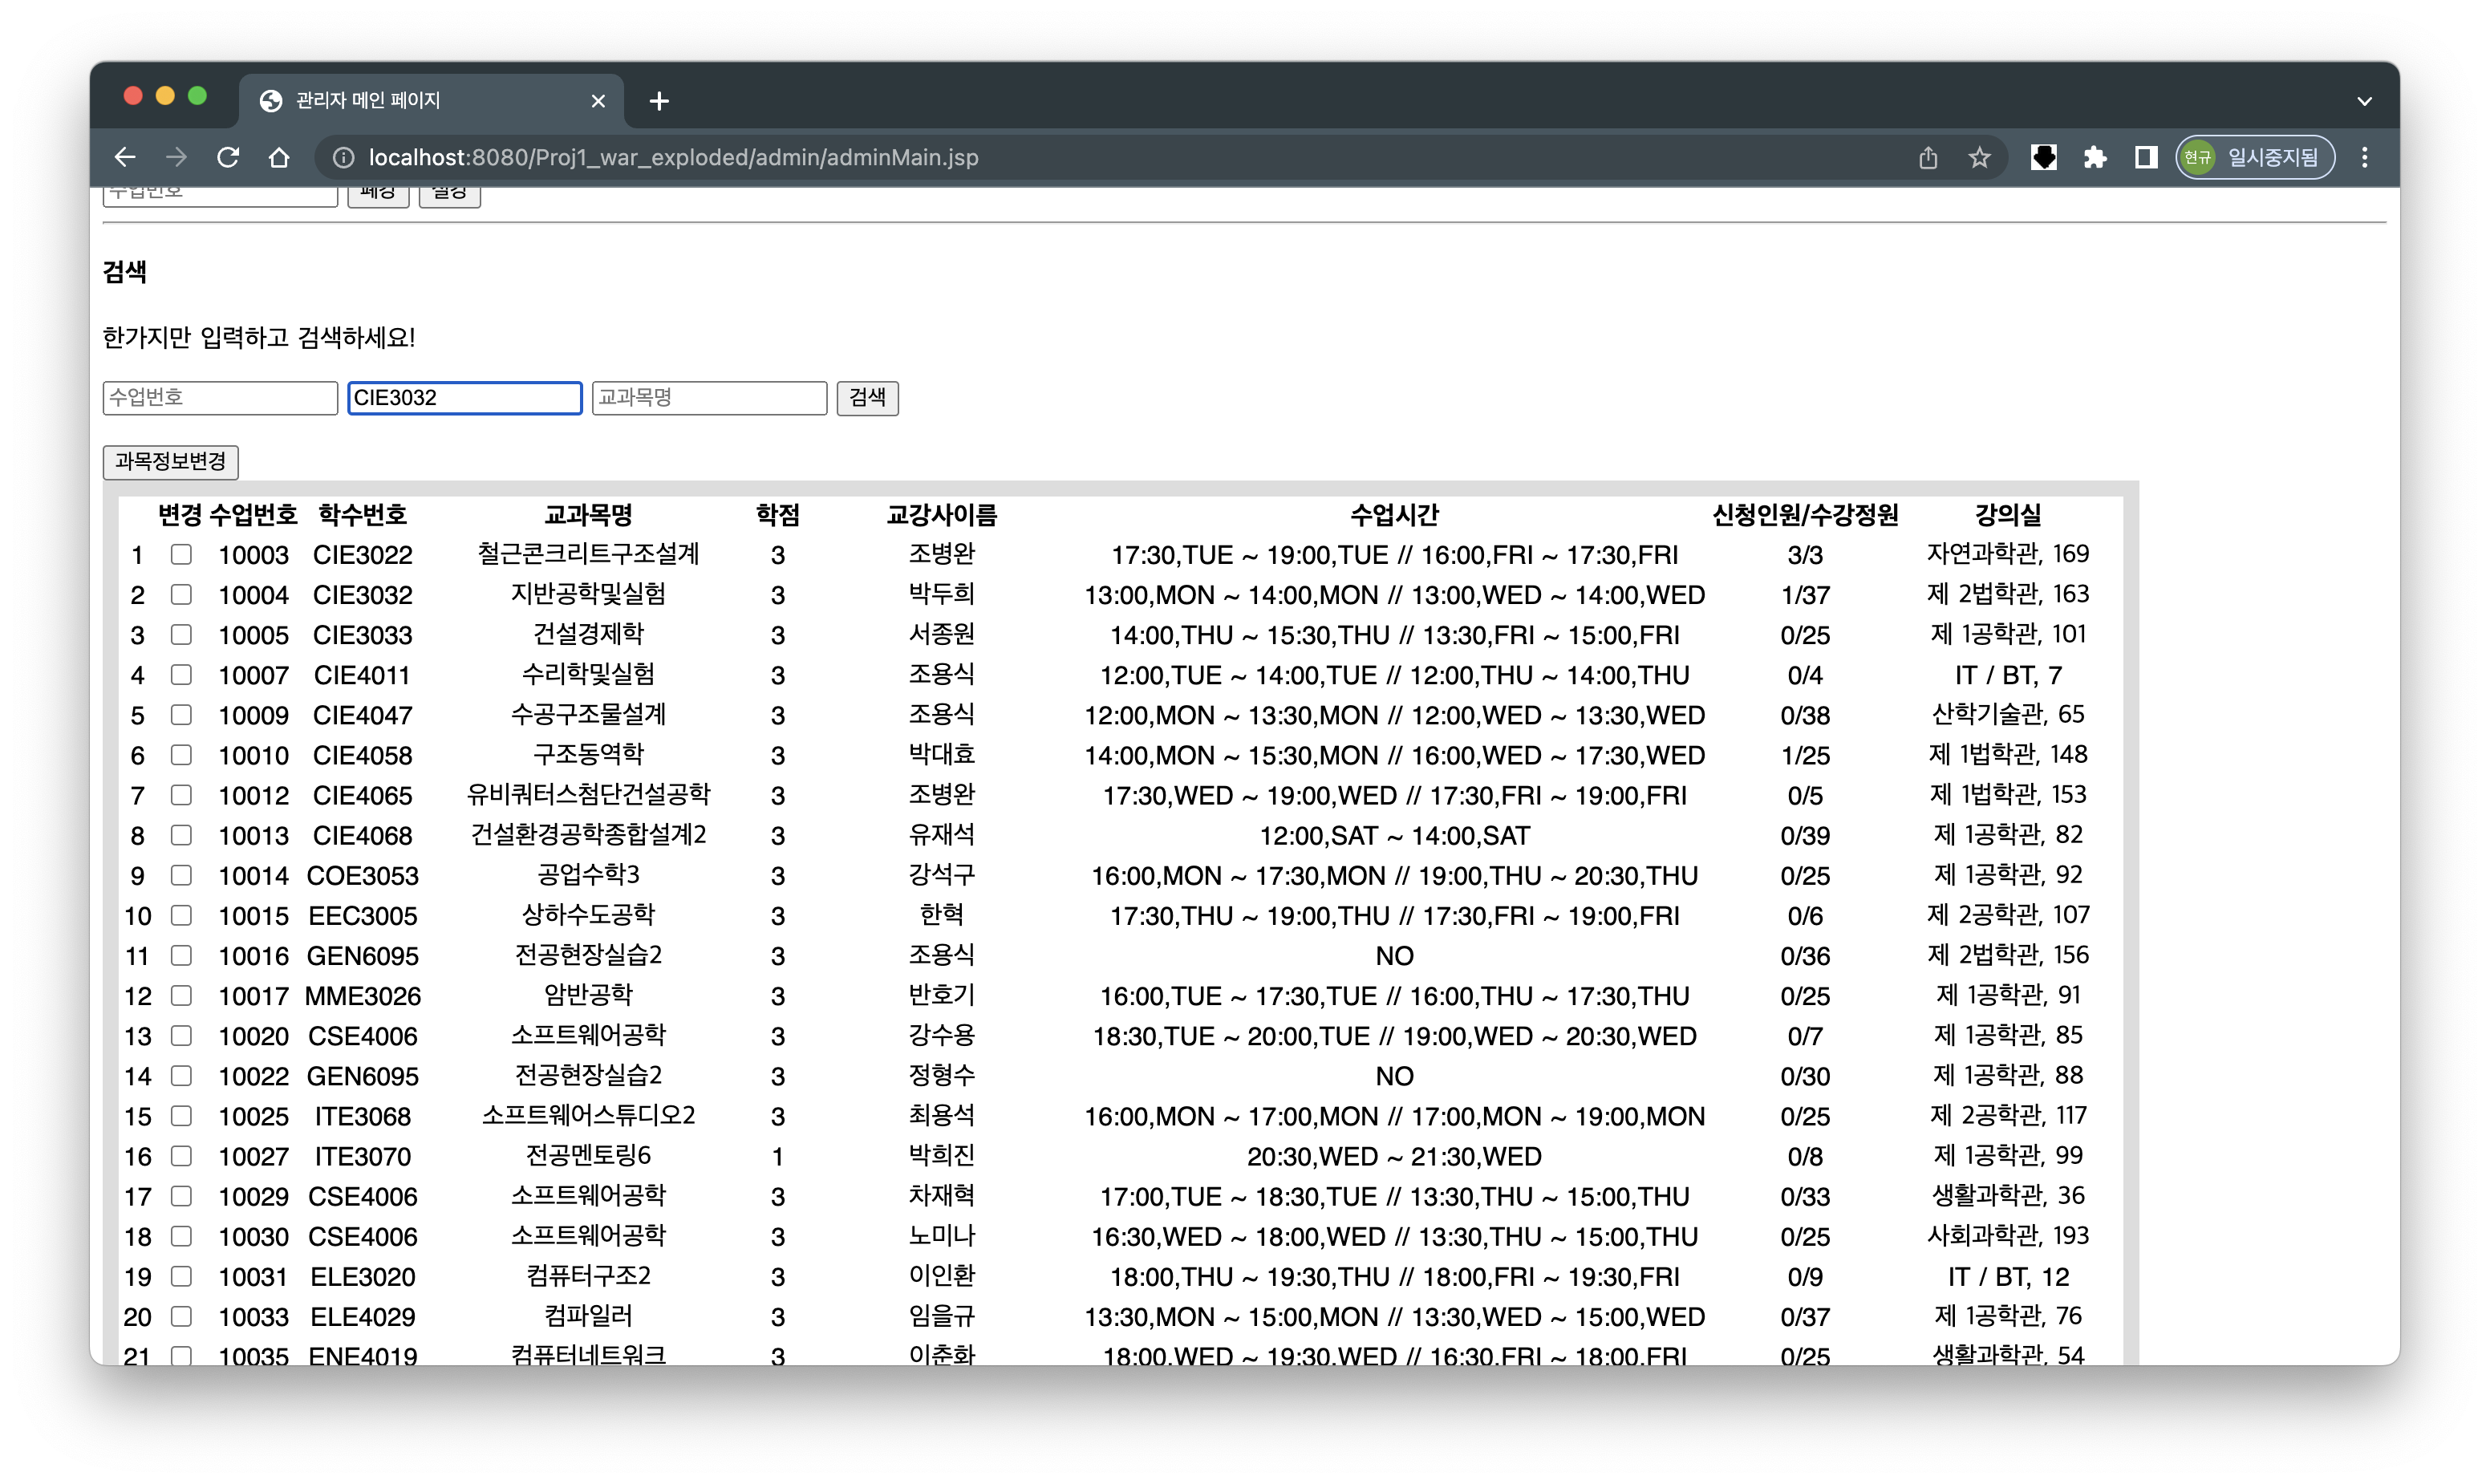 관리자 메인 페이지
localhost:8080/Proj1_war_exploded/admin/adminMain.jsp 현규 일시중지됨
수업번호 폐강 설강
검색
한가지만 입력하고 검색하세요!
수업번호 CIE3032 교과목명 검색
과목정보변경
변경 수업번호 학수번호 교과목명 학점 교강사이름 수업시간 신청인원/수강정원 강의실
1 10003 CIE3022 철근콘크리트구조설계 3 조병완 17:30,TUE ~ 19:00,TUE // 16:00,FRI ~ 17:30,FRI 3/3 자연과학관, 169
2 10004 CIE3032 지반공학및실험 3 박두희 13:00,MON ~ 14:00,MON // 13:00,WED ~ 14:00,WED 1/37 제 2법학관, 163
3 10005 CIE3033 건설경제학 3 서종원 14:00,THU ~ 15:30,THU // 13:30,FRI ~ 15:00,FRI 0/25 제 1공학관, 101
4 10007 CIE4011 수리학및실험 3 조용식 12:00,TUE ~ 14:00,TUE // 12:00,THU ~ 14:00,THU 0/4 IT / BT, 7
5 10009 CIE4047 수공구조물설계 3 조용식 12:00,MON ~ 13:30,MON // 12:00,WED ~ 13:30,WED 0/38 산학기술관, 65
6 10010 CIE4058 구조동역학 3 박대효 14:00,MON ~ 15:30,MON // 16:00,WED ~ 17:30,WED 1/25 제 1법학관, 148
7 10012 CIE4065 유비쿼터스첨단건설공학 3 조병완 17:30,WED ~ 19:00,WED // 17:30,FRI ~ 19:00,FRI 0/5 제 1법학관, 153
8 10013 CIE4068 건설환경공학종합설계2 3 유재석 12:00,SAT ~ 14:00,SAT 0/39 제 1공학관, 82
9 10014 COE3053 공업수학3 3 강석구 16:00,MON ~ 17:30,MON // 19:00,THU ~ 20:30,THU 0/25 제 1공학관, 92
10 10015 EEC3005 상하수도공학 3 한혁 17:30,THU ~ 19:00,THU // 17:30,FRI ~ 19:00,FRI 0/6 제 2공학관, 107
11 10016 GEN6095 전공현장실습2 3 조용식 NO 0/36 제 2법학관, 156
12 10017 MME3026 암반공학 3 반호기 16:00,TUE ~ 17:30,TUE // 16:00,THU ~ 17:30,THU 0/25 제 1공학관, 91
13 10020 CSE4006 소프트웨어공학 3 강수용 18:30,TUE ~ 20:00,TUE // 19:00,WED ~ 20:30,WED 0/7 제 1공학관, 85
14 10022 GEN6095 전공현장실습2 3 정형수 NO 0/30 제 1공학관, 88
15 10025 ITE3068 소프트웨어스튜디오2 3 최용석 16:00,MON ~ 17:00,MON // 17:00,MON ~ 19:00,MON 0/25 제 2공학관, 117
16 10027 ITE3070 전공멘토링6 1 박희진 20:30,WED ~ 21:30,WED 0/8 제 1공학관, 99
17 10029 CSE4006 소프트웨어공학 3 차재혁 17:00,TUE ~ 18:30,TUE // 13:30,THU ~ 15:00,THU 0/33 생활과학관, 36
18 10030 CSE4006 소프트웨어공학 3 노미나 16:30,WED ~ 18:00,WED // 13:30,THU ~ 15:00,THU 0/25 사회과학관, 193
19 10031 ELE3020 컴퓨터구조2 3 이인환 18:00,THU ~ 19:30,THU // 18:00,FRI ~ 19:30,FRI 0/9 IT / BT, 12
20 10033 ELE4029 컴파일러 3 임을규 13:30,MON ~ 15:00,MON // 13:30,WED ~ 15:00,WED 0/37 제 1공학관, 76
21 10035 ENE4019 컴퓨터네트워크 3 이춘화 18:00,WED ~ 19:30,WED // 16:30,FRI ~ 18:00,FRI 0/25 생활과학관, 54